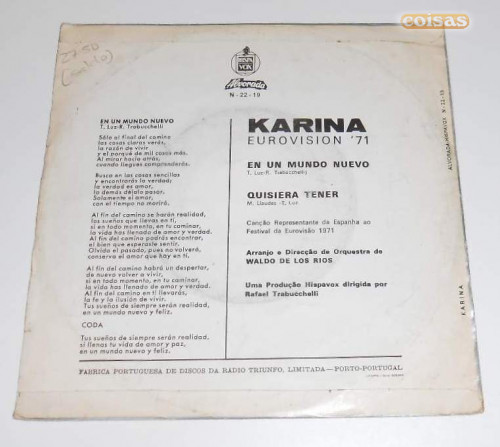 coisas
HISPA
VOX
Alvorada
N - 22 - 19
EN UN MUNDO NUEVO
T. Luz-R. Trabucchelli
Sólo al final del camino
las cosas claras verás,
la razón de vivir
y el porqué de mil cosas más.
Al mirar hacia atrás,
cuando llegues comprenderás.
Busca en las cosas sencillas
y encontrarás la verdad;
la verdad es amor,
lo demás déjalo pasar.
Solamente el amor,
con el tiempo no morirá.
Al fin del camino se harán realidad,
los sueños que llevas en ti,
si en todo momento, en tu caminar,
la vida has llenado de amor y verdad.
Al fin del camino podrás encontrar,
el bien que esperaste sentir.
Olvida el pasado, pues no volverá,
conserva el amor que hay en ti.
Al fin del camino habrá un despertar,
de nuevo volver a vivir,
si en todo momento, en tu caminar,
la vida has llenado de amor y verdad.
Al fin del camino en ti llevarás,
la fe y la ilusión de vivir.
Tus sueños de siempre serán realidad,
en un mundo nuevo y feliz.
CODA
Tus sueños de siempre serán realidad,
si llenas tu vida de amor y paz,
en un mundo nuevo y feliz.
KARINA
EUROVISION '71
EN UN MUNDO NUEVO
T. Luz-R. Trabucchelli
QUISIERA TENER
M. Llaudes - E. Luz
Canção Representante da Espanha ao
Festival da Eurovisão 1971
Arranjo e Direcção de Orquestra de
WALDO DE LOS RIOS
Uma Produção Hispavox dirigida por
Rafael Trabucchelli
ALVORADA-HISPAVOX N - 22 - 19
KARINA
FABRICA PORTUGUESA DE DISCOS DA RADIO TRIUNFO, LIMITADA — PORTO-PORTUGAL